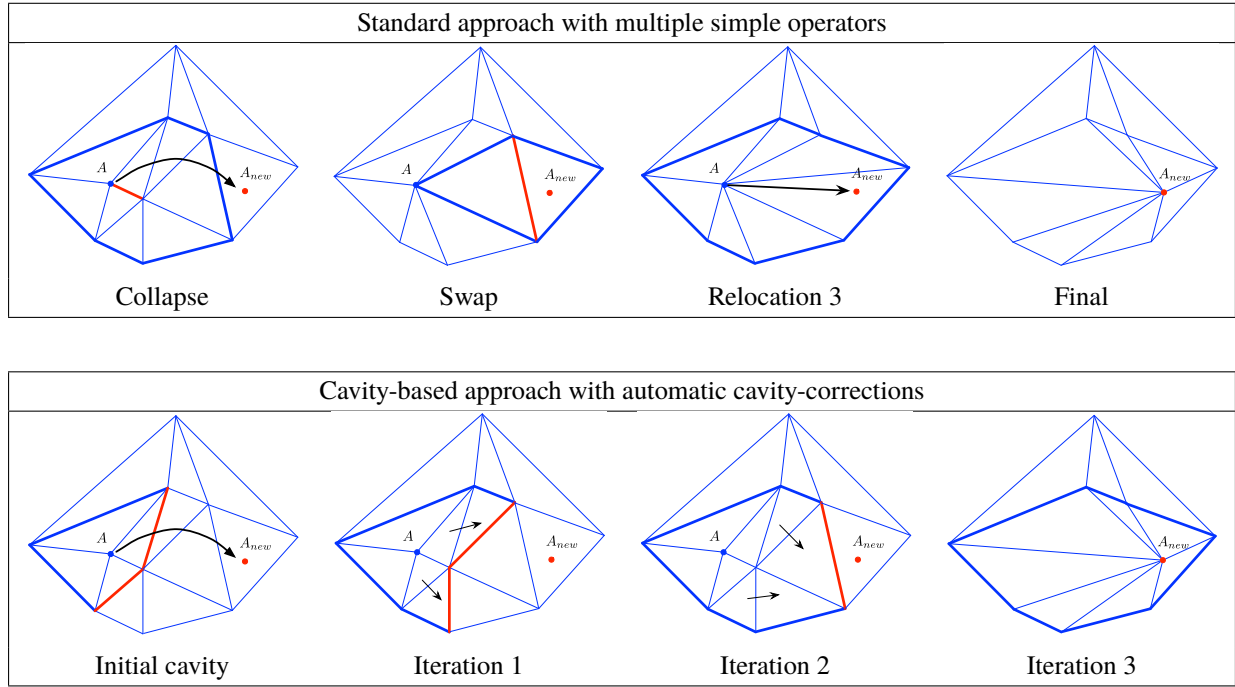 Standard approach with multiple simple operators
A
A_new
A
A_new
A
A_new
A_new
Collapse
Swap
Relocation 3
Final
Cavity-based approach with automatic cavity-corrections
A
A_new
A
A_new
A
A_new
A_new
Initial cavity
Iteration 1
Iteration 2
Iteration 3